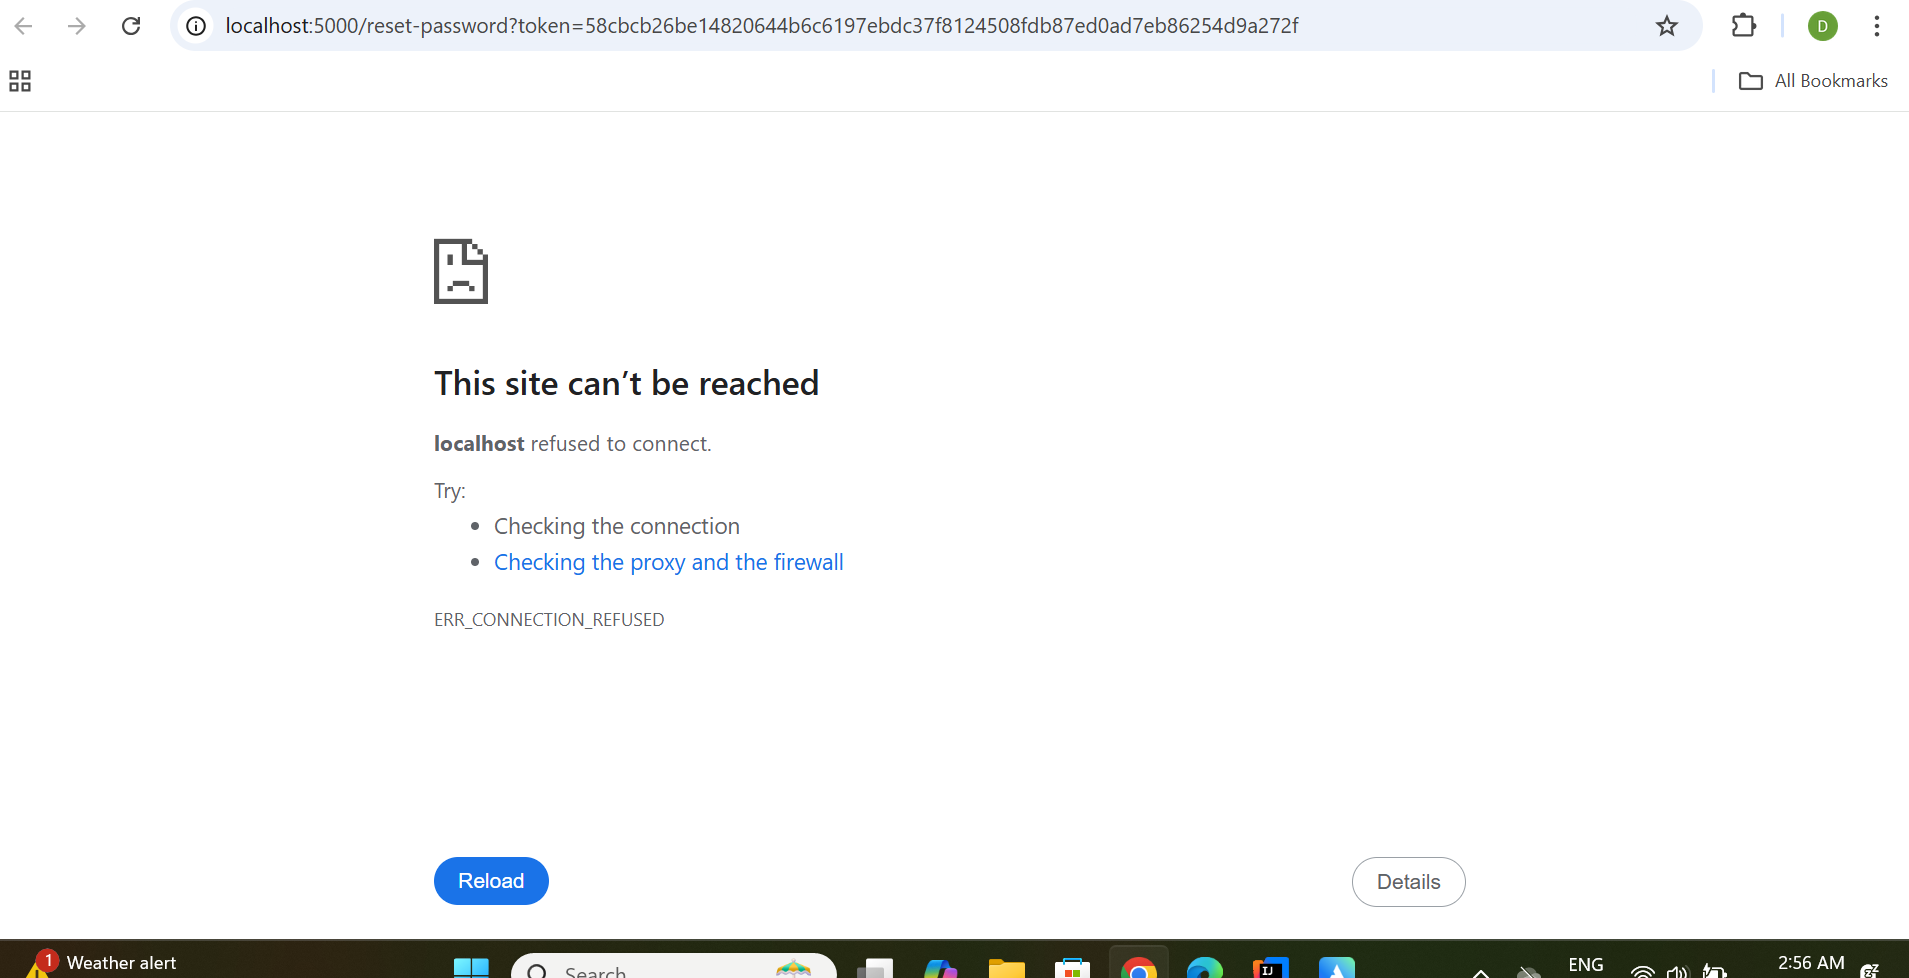 localhost:5000/reset-password?token=58cbcb26be14820644b6c6197ebdc37f8124508fdb87ed0ad7eb86254d9a272f
D
All Bookmarks
This site can’t be reached
localhost refused to connect.
Try:
Checking the connection
Checking the proxy and the firewall
ERR_CONNECTION_REFUSED
Reload
Details
1
Weather alert
Search
IJ
ENG
2:56 AM